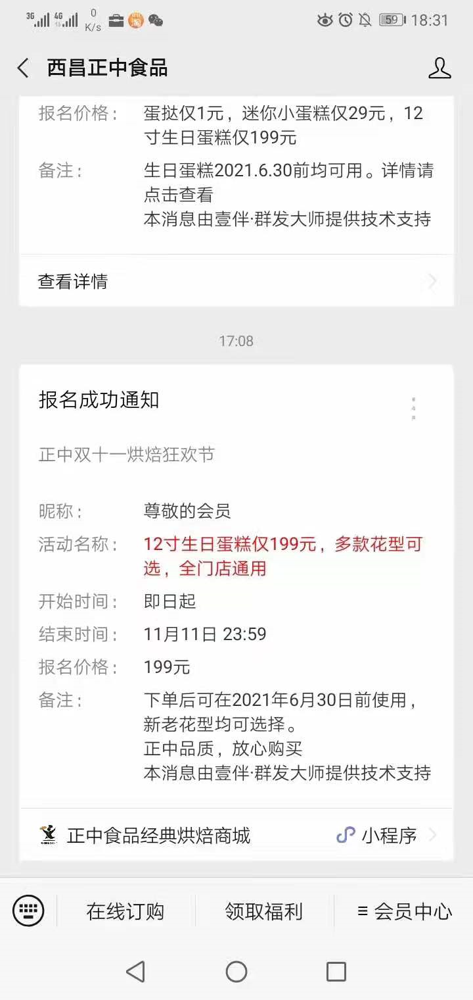 3G 4G 0 K/s 59 18:31
西昌正中食品
报名价格： 蛋挞仅1元，迷你小蛋糕仅29元，12
寸生日蛋糕仅199元
备注： 生日蛋糕2021.6.30前均可用。详情请
点击查看
本消息由壹伴·群发大师提供技术支持
查看详情
17:08
报名成功通知
正中双十一烘焙狂欢节
昵称： 尊敬的会员
活动名称： 12寸生日蛋糕仅199元，多款花型可
选，全门店通用
开始时间： 即日起
结束时间： 11月11日 23:59
报名价格： 199元
备注： 下单后可在2021年6月30日前使用，
新老花型均可选择。
正中品质，放心购买
本消息由壹伴·群发大师提供技术支持
正中食品经典烘焙商城 小程序
在线订购 领取福利 会员中心